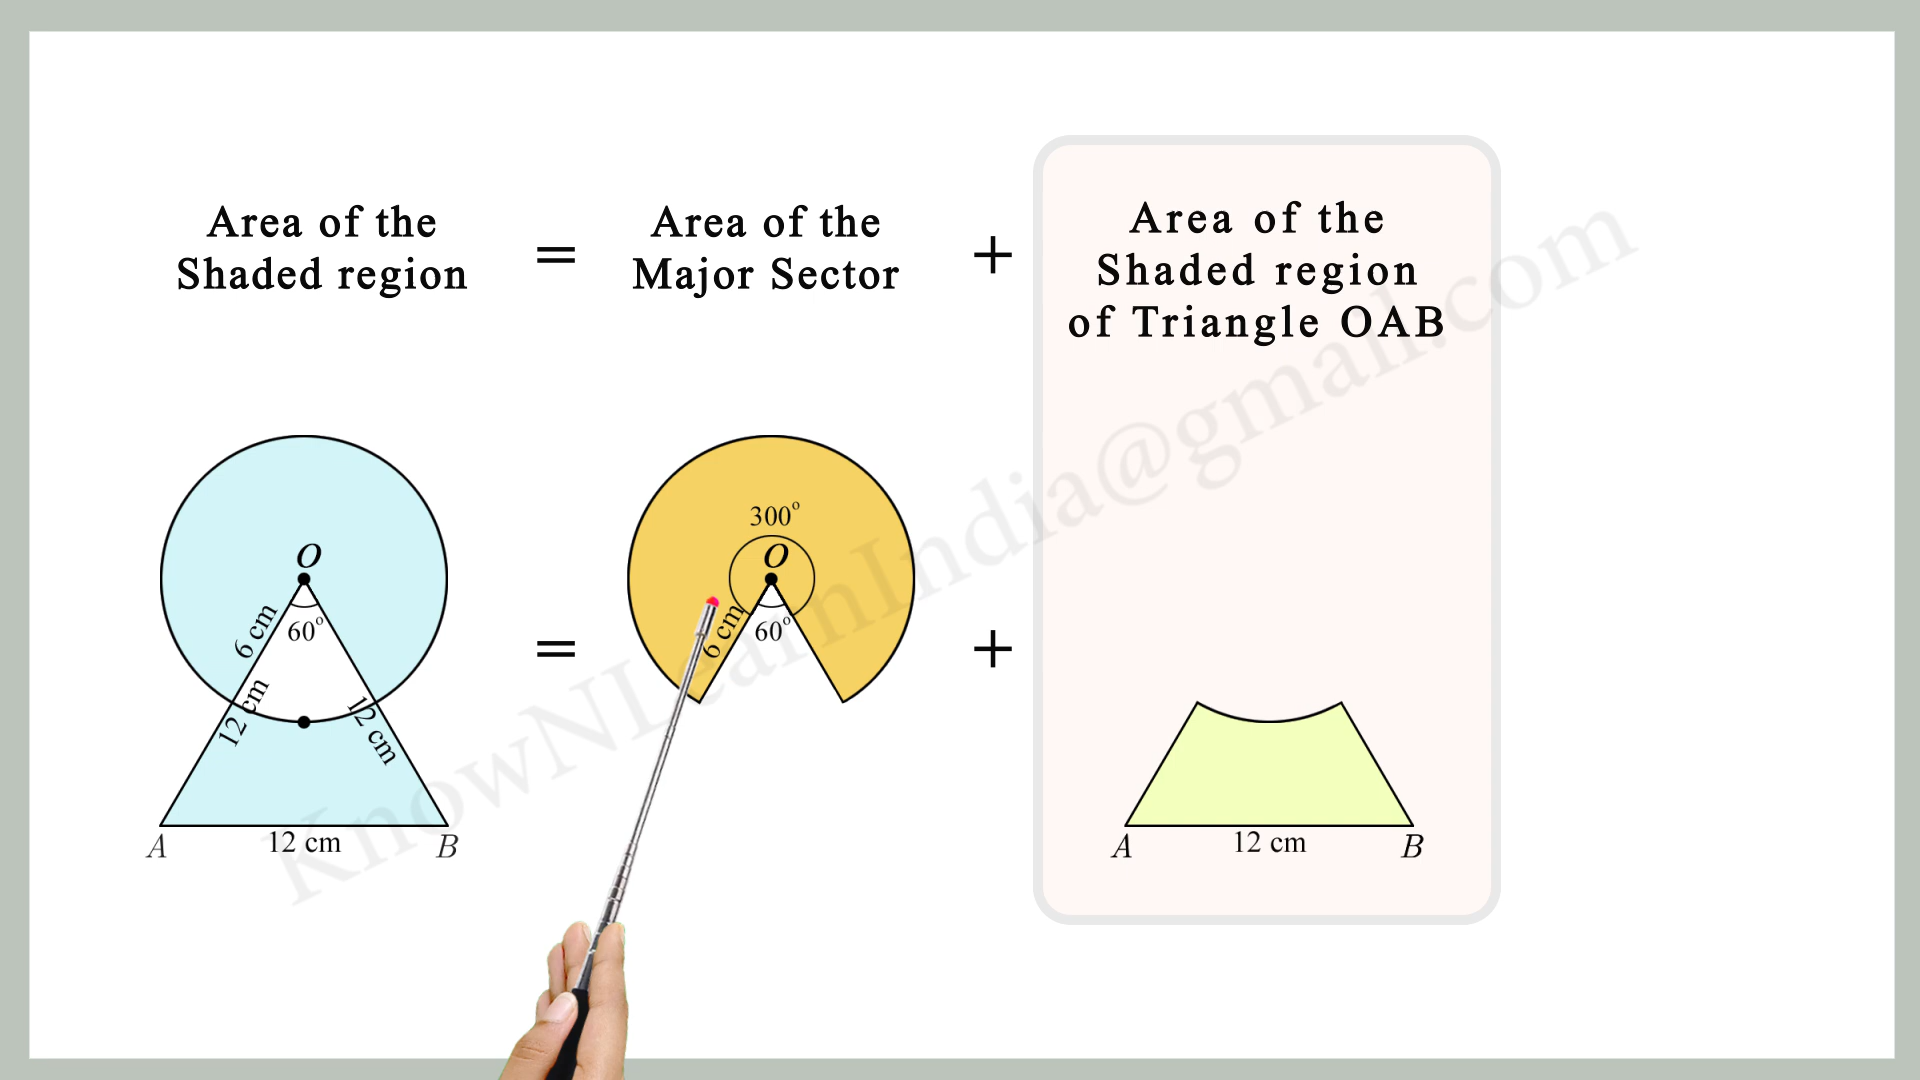 Area of the
Shaded region
=
Area of the
Major Sector
+
Area of the
Shaded region
of Triangle OAB
O
6 cm
60°
12 cm
12 cm
A
12 cm
B
=
300°
O
6 cm
60°
+
A
12 cm
B
KnowNLearnIndia@gmail.com